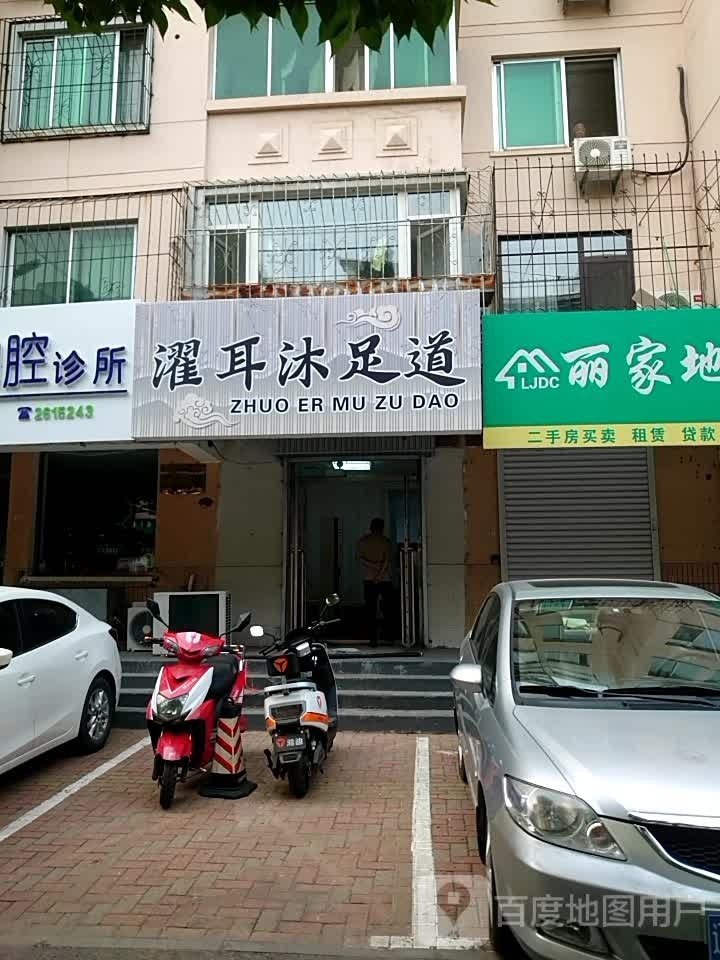 腔诊所
☎2615243
濯耳沐足道
ZHUO ER MU ZU DAO
LJDC
丽家地
二手房买卖 租赁 贷款
百度地图用户